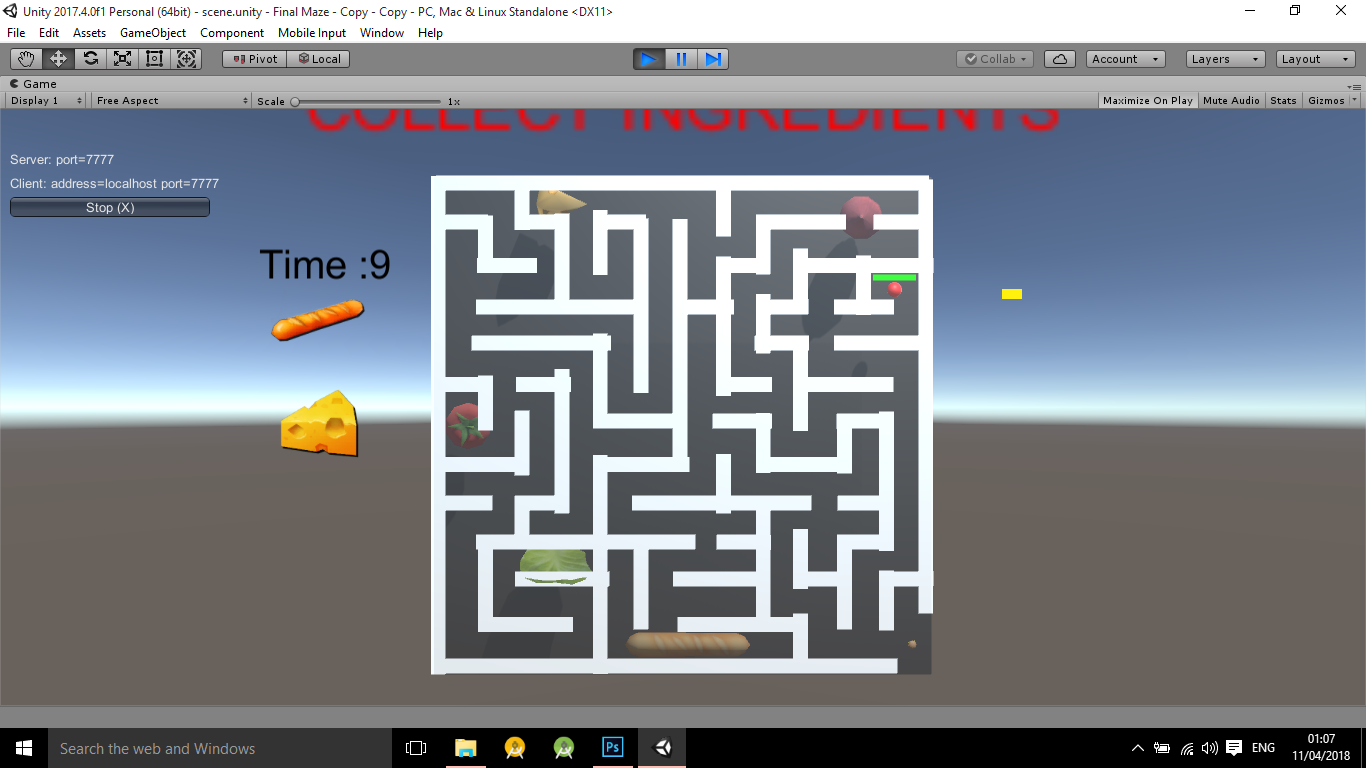 Unity 2017.4.0f1 Personal (64bit) - scene.unity - Final Maze - Copy - Copy - PC, Mac & Linux Standalone <DX11>
File Edit Assets GameObject Component Mobile Input Window Help
Pivot Local Collab Account Layers Layout
Game
Display 1 Free Aspect Scale 1x Maximize On Play Mute Audio Stats Gizmos
COLLECT INGREDIENTS
Server: port=7777
Client: address=localhost port=7777
Stop (X)
Time :9
Search the web and Windows
Ps
ENG
01:07
11/04/2018